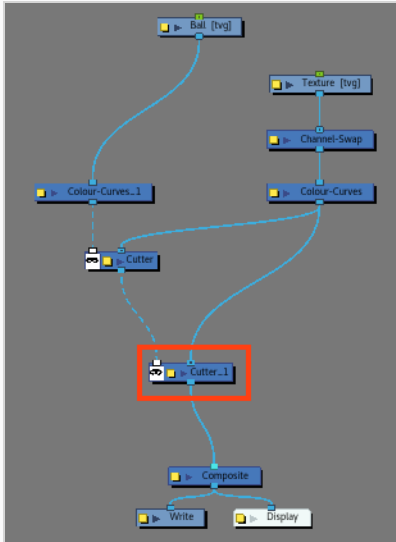 Ball [tvg]
Texture [tvg]
Channel-Swap
Colour-Curves_1
Colour-Curves
Cutter
Cutter_1
Composite
Write
Display